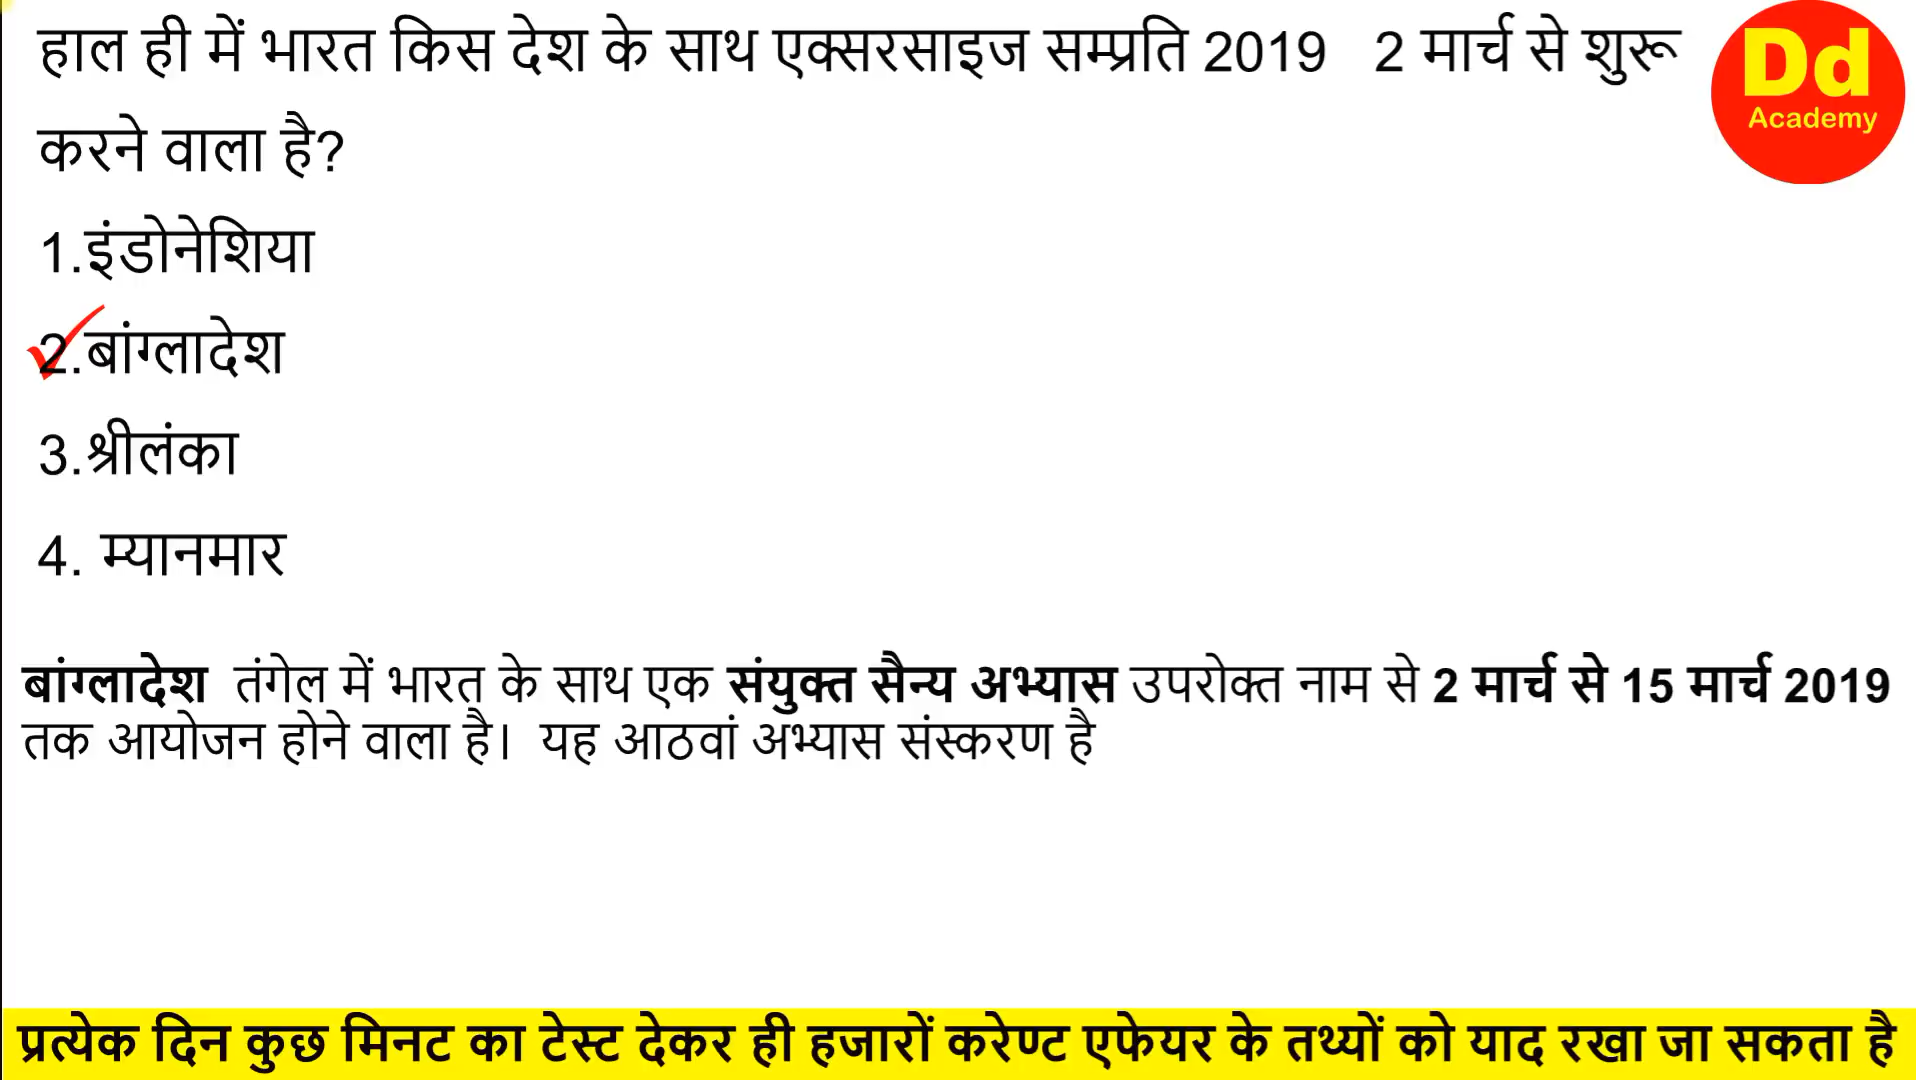 हाल ही में भारत किस देश के साथ एक्सरसाइज सम्प्रति 2019 2 मार्च से शुरू
करने वाला है?
1.इंडोनेशिया
2.बांग्लादेश
3.श्रीलंका
4. म्यानमार
बांग्लादेश तंगेल में भारत के साथ एक संयुक्त सैन्य अभ्यास उपरोक्त नाम से 2 मार्च से 15 मार्च 2019
तक आयोजन होने वाला है। यह आठवां अभ्यास संस्करण है
Dd
Academy
प्रत्येक दिन कुछ मिनट का टेस्ट देकर ही हजारों करेण्ट एफेयर के तथ्यों को याद रखा जा सकता है